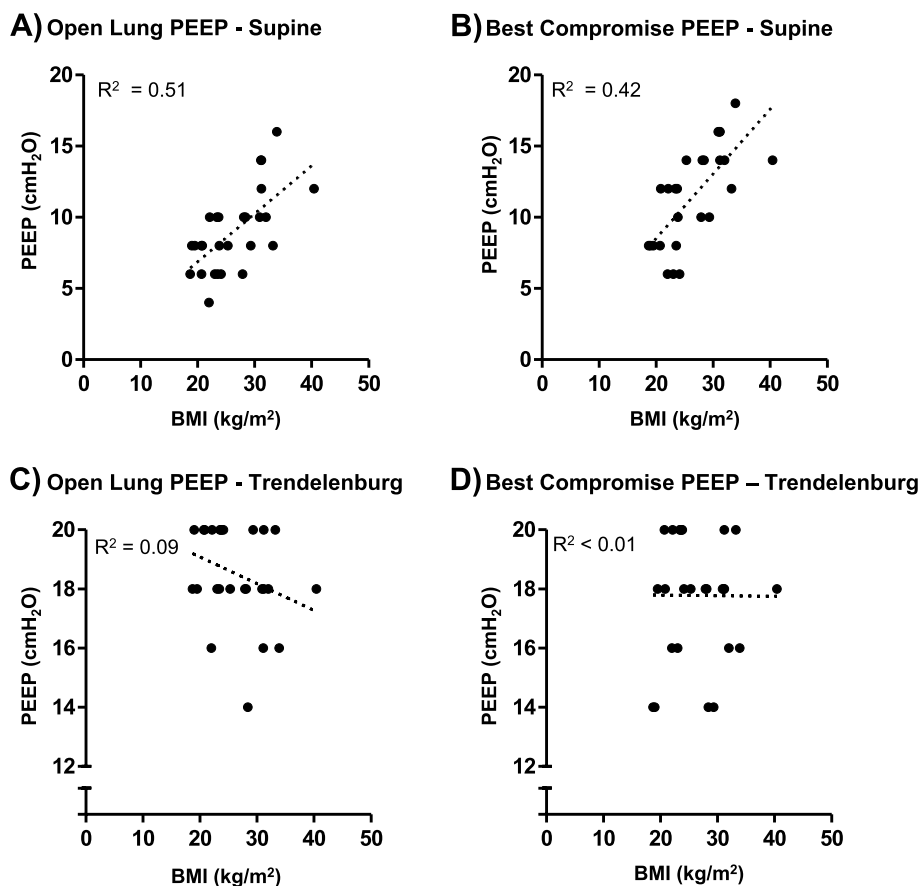 A) Open Lung PEEP - Supine
R² = 0.51
20
15
10
5
0
PEEP (cmH₂O)
0 10 20 30 40 50
BMI (kg/m²)
B) Best Compromise PEEP - Supine
R² = 0.42
20
15
10
5
0
PEEP (cmH₂O)
0 10 20 30 40 50
BMI (kg/m²)
C) Open Lung PEEP - Trendelenburg
R² = 0.09
20
18
16
14
12
PEEP (cmH₂O)
0 10 20 30 40 50
BMI (kg/m²)
D) Best Compromise PEEP – Trendelenburg
R² < 0.01
20
18
16
14
12
PEEP (cmH₂O)
0 10 20 30 40 50
BMI (kg/m²)